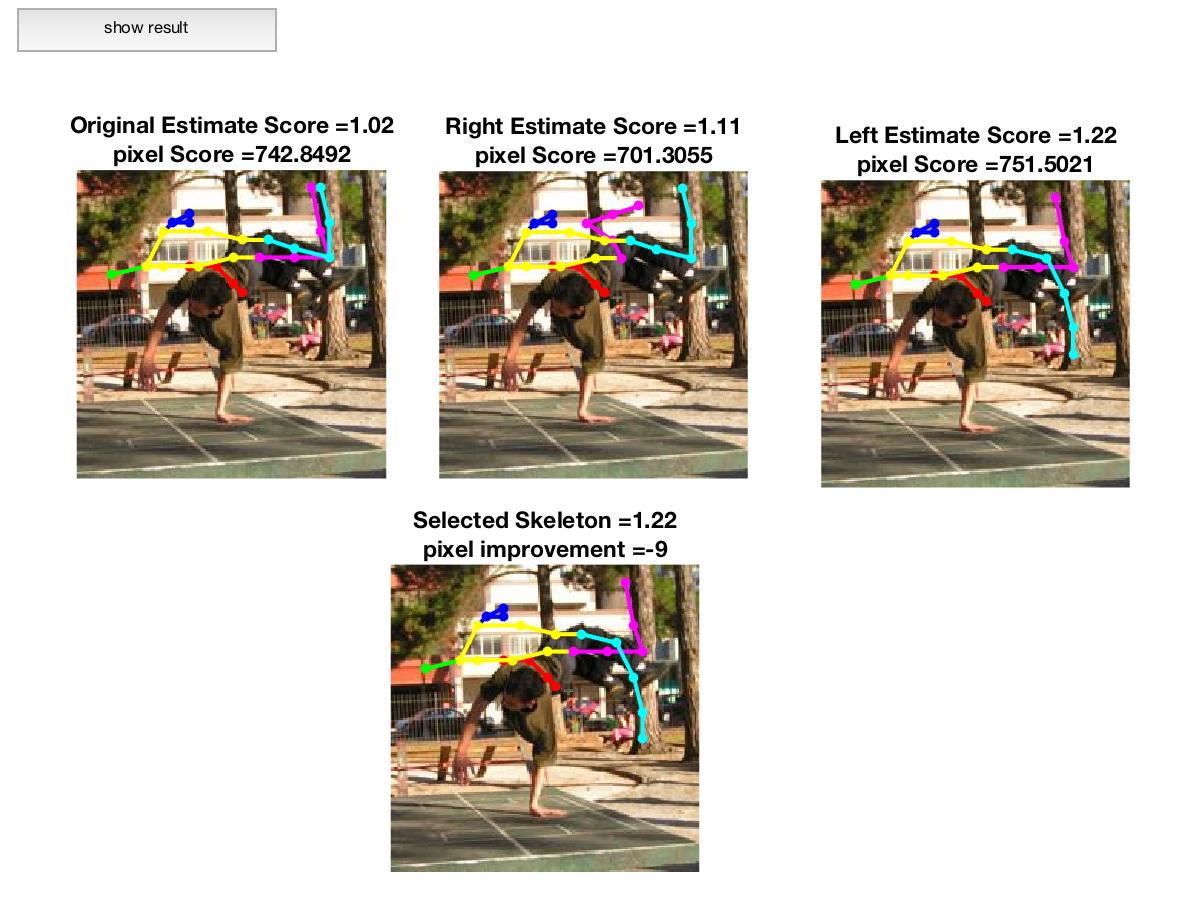 show result
Original Estimate Score =1.02
pixel Score =742.8492
Right Estimate Score =1.11
pixel Score =701.3055
Left Estimate Score =1.22
pixel Score =751.5021
Selected Skeleton =1.22
pixel improvement =-9